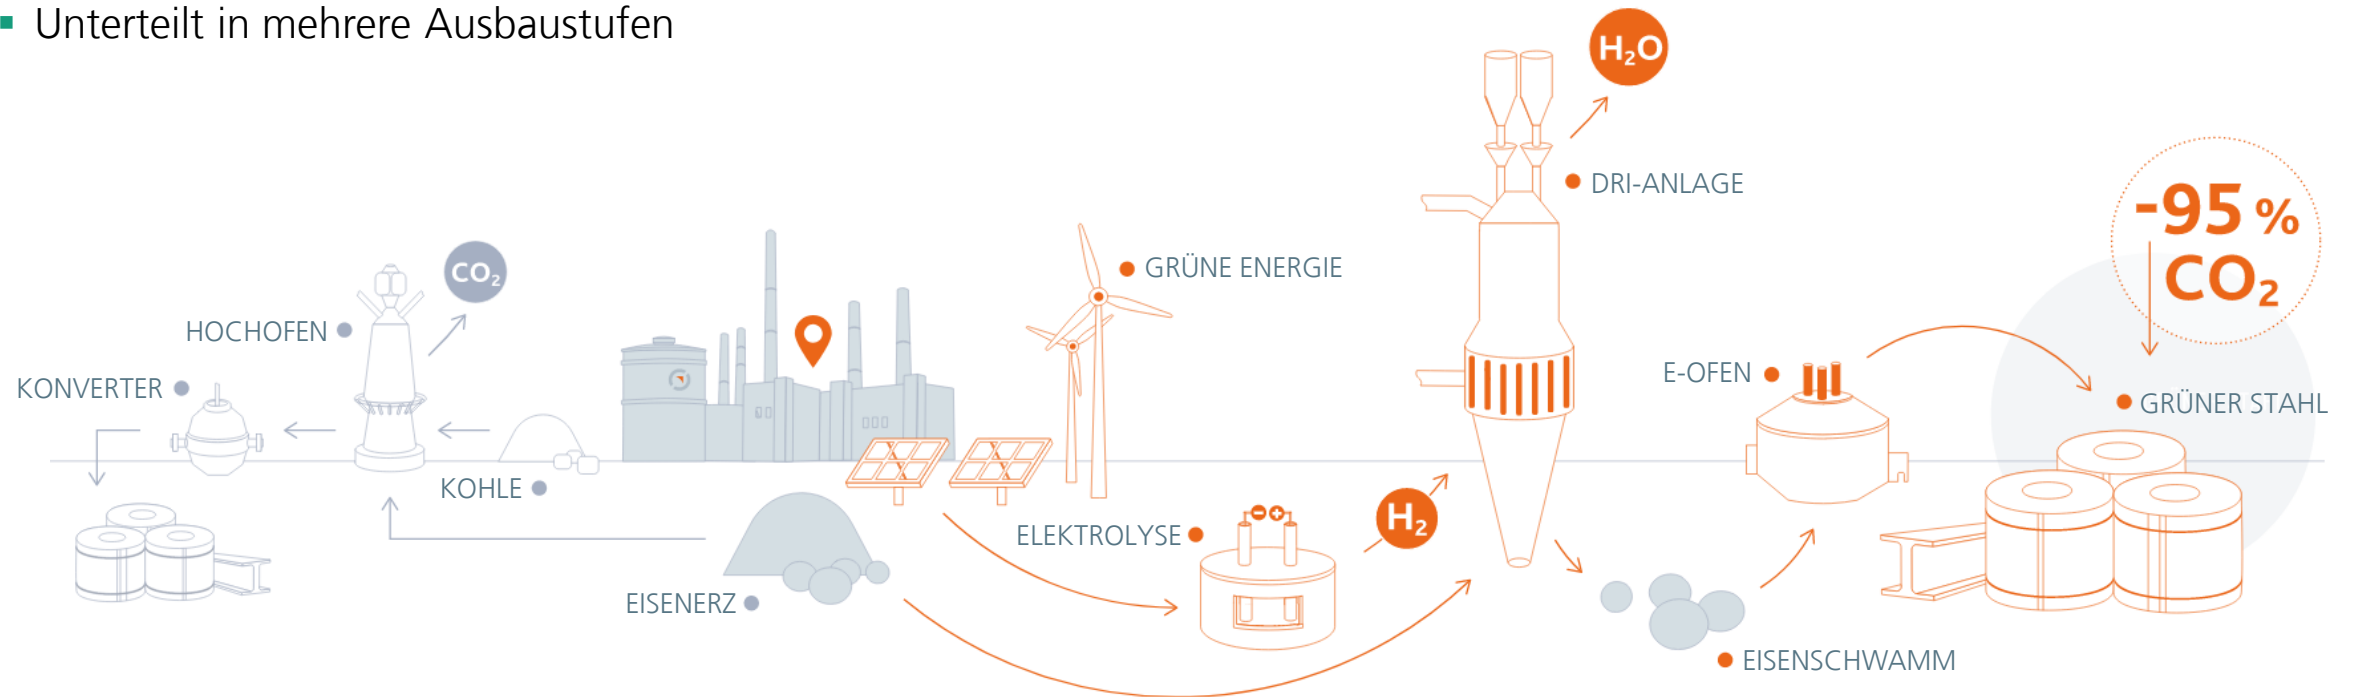 Unterteilt in mehrere Ausbaustufen
H₂O
DRI-ANLAGE
-95 %
CO₂
GRÜNE ENERGIE
CO₂
HOCHOFEN
KONVERTER
E-OFEN
GRÜNER STAHL
KOHLE
H₂
ELEKTROLYSE
EISENERZ
EISENSCHWAMM